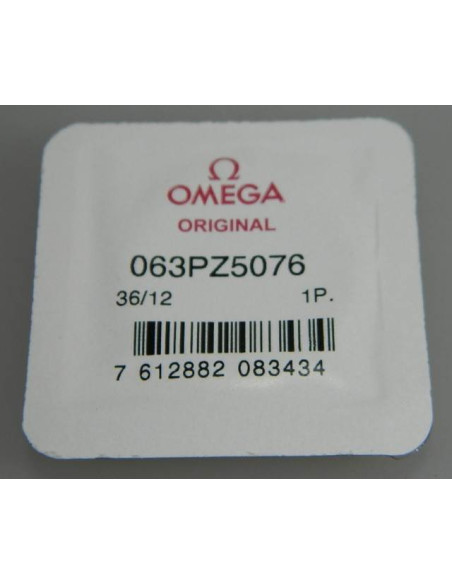 Ω
OMEGA
ORIGINAL
063PZ5076
36/12 1P.
7 612882 083434